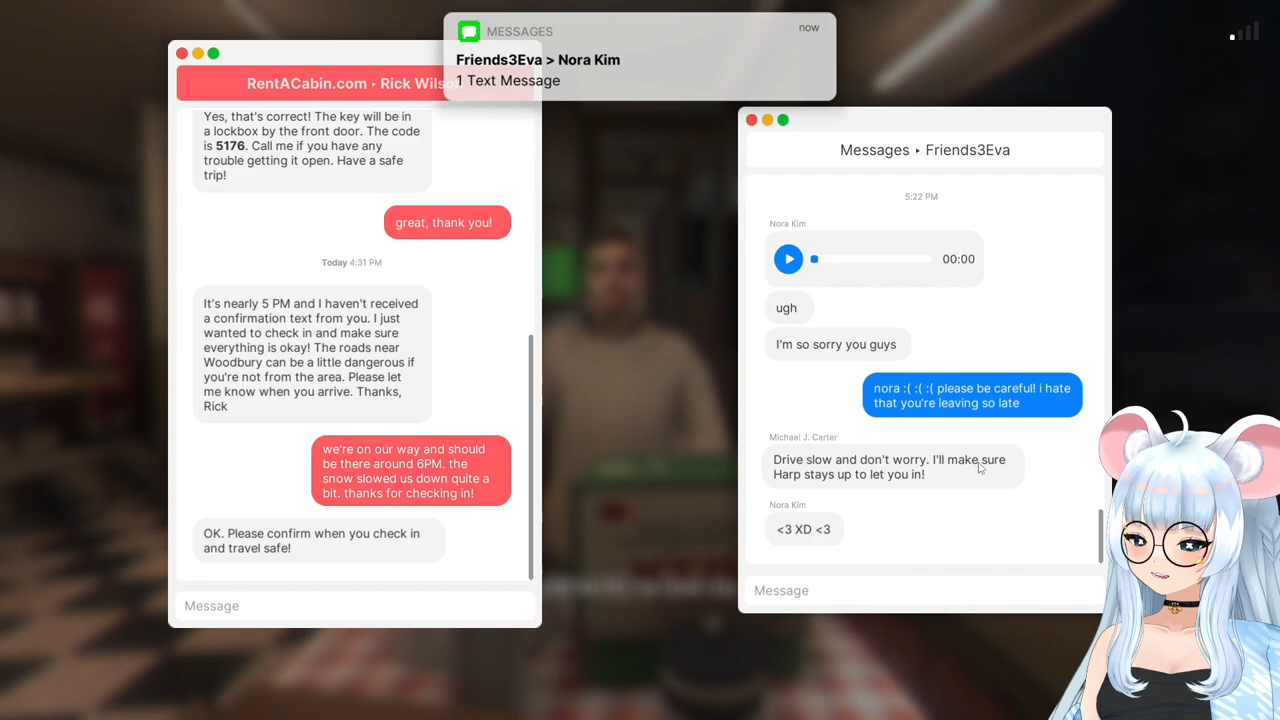 MESSAGES
now
Friends3Eva > Nora Kim
1 Text Message
RentACabin.com ▸ Rick Wilson
Yes, that's correct! The key will be
in a lockbox by the front door. The code
is 5176. Call me if you have any
trouble getting it open. Have a safe
trip!
great, thank you!
Today 4:31 PM
It's nearly 5 PM and I haven't received
a confirmation text from you. I just
wanted to check in and make sure
everything is okay! The roads near
Woodbury can be a little dangerous if
you're not from the area. Please let
me know when you arrive. Thanks,
Rick
we're on our way and should
be there around 6PM. the
snow slowed us down quite a
bit. thanks for checking in!
OK. Please confirm when you check in
and travel safe!
Message
Messages ▸ Friends3Eva
5:22 PM
Nora Kim
00:00
ugh
I'm so sorry you guys
nora :( :( :( please be careful! i hate
that you're leaving so late
Michael J. Carter
Drive slow and don't worry. I'll make sure
Harp stays up to let you in!
Nora Kim
<3 XD <3
Message